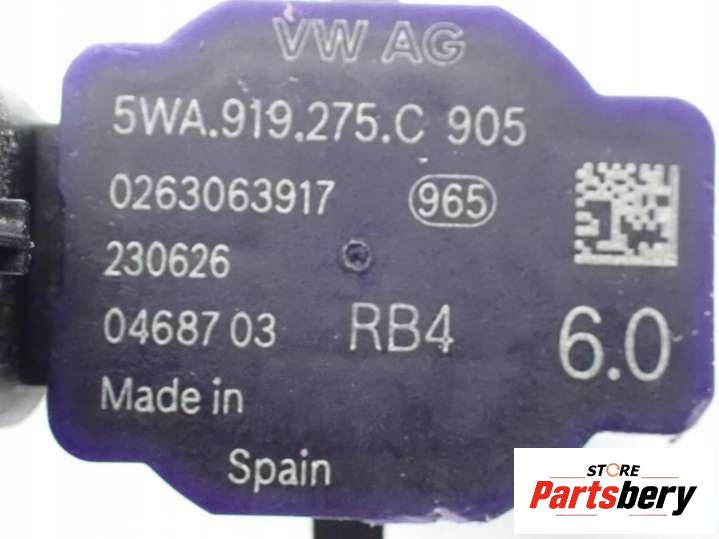 VW AG
5WA.919.275.C 905
0263063917 965
230626
04687 03 RB4 6.0
Made in
Spain
STORE
Partsbery